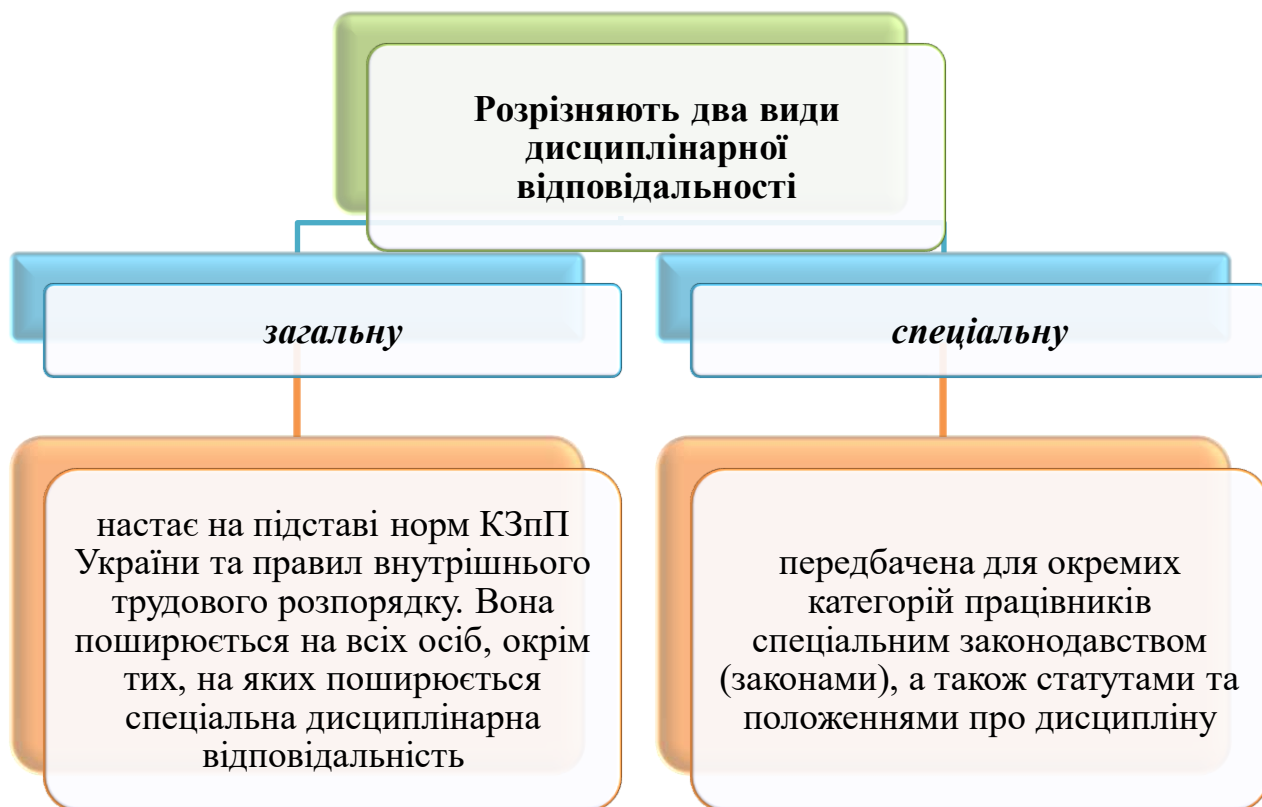 Розрізняють два види
дисциплінарної
відповідальності
загальну
спеціальну
настає на підставі норм КЗпП
України та правил внутрішнього
трудового розпорядку. Вона
поширюється на всіх осіб, окрім
тих, на яких поширюється
спеціальна дисциплінарна
відповідальність
передбачена для окремих
категорій працівників
спеціальним законодавством
(законами), а також статутами та
положеннями про дисципліну